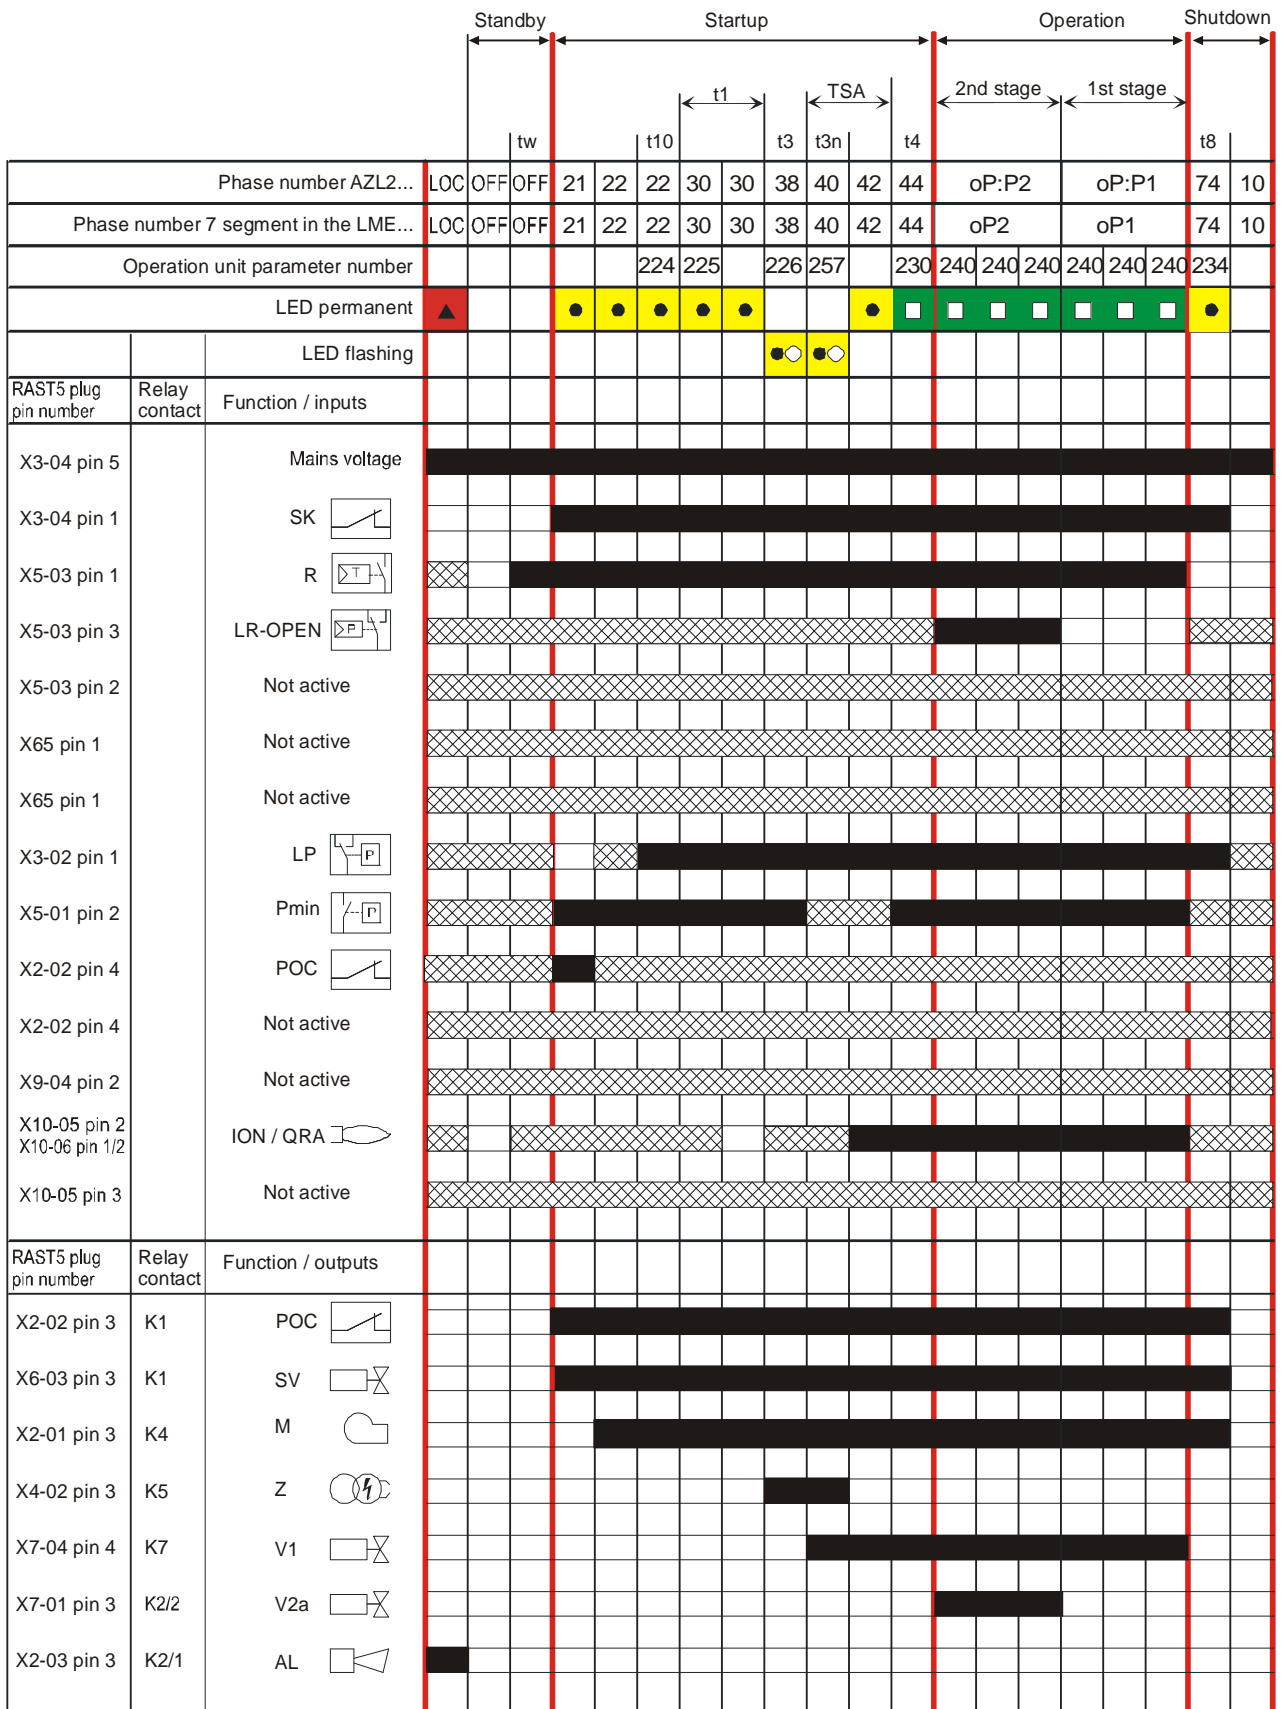 Standby Startup Operation Shutdown
t1 TSA 2nd stage 1st stage
tw t10 t3 t3n t4 t8
Phase number AZL2... LOC OFF OFF 21 22 22 30 30 38 40 42 44 oP:P2 oP:P1 74 10
Phase number 7 segment in the LME... LOC OFF OFF 21 22 22 30 30 38 40 42 44 oP2 oP1 74 10
Operation unit parameter number 224 225 226 257 230 240 240 240 240 240 240 234
LED permanent
LED flashing
RAST5 plug
pin number
Relay
contact
Function / inputs
X3-04 pin 5 Mains voltage
X3-04 pin 1 SK
X5-03 pin 1 R T
X5-03 pin 3 LR-OPEN P
X5-03 pin 2 Not active
X65 pin 1 Not active
X65 pin 1 Not active
X3-02 pin 1 LP P
X5-01 pin 2 Pmin P
X2-02 pin 4 POC
X2-02 pin 4 Not active
X9-04 pin 2 Not active
X10-05 pin 2
X10-06 pin 1/2
ION / QRA
X10-05 pin 3 Not active
RAST5 plug
pin number
Relay
contact
Function / outputs
X2-02 pin 3 K1 POC
X6-03 pin 3 K1 SV
X2-01 pin 3 K4 M
X4-02 pin 3 K5 Z
X7-04 pin 4 K7 V1
X7-01 pin 3 K2/2 V2a
X2-03 pin 3 K2/1 AL